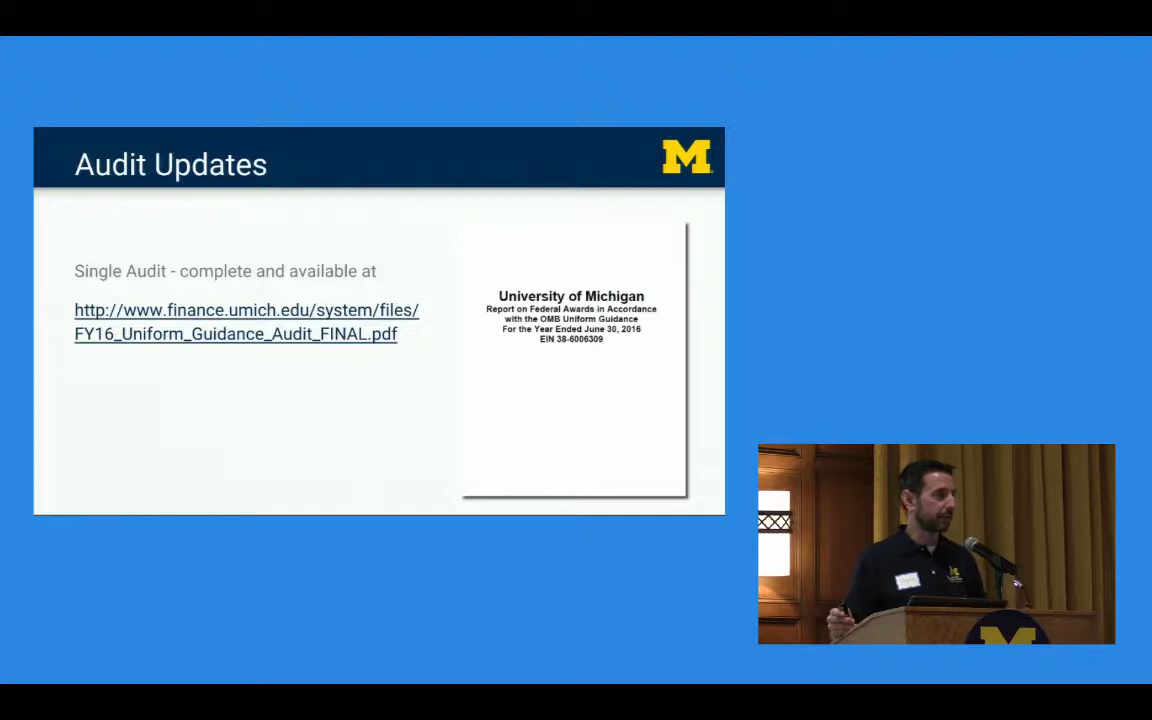 Audit Updates
M
Single Audit - complete and available at
http://www.finance.umich.edu/system/files/
FY16_Uniform_Guidance_Audit_FINAL.pdf
University of Michigan
Report on Federal Awards in Accordance
with the OMB Uniform Guidance
For the Year Ended June 30, 2016
EIN 38-6006309
M
M